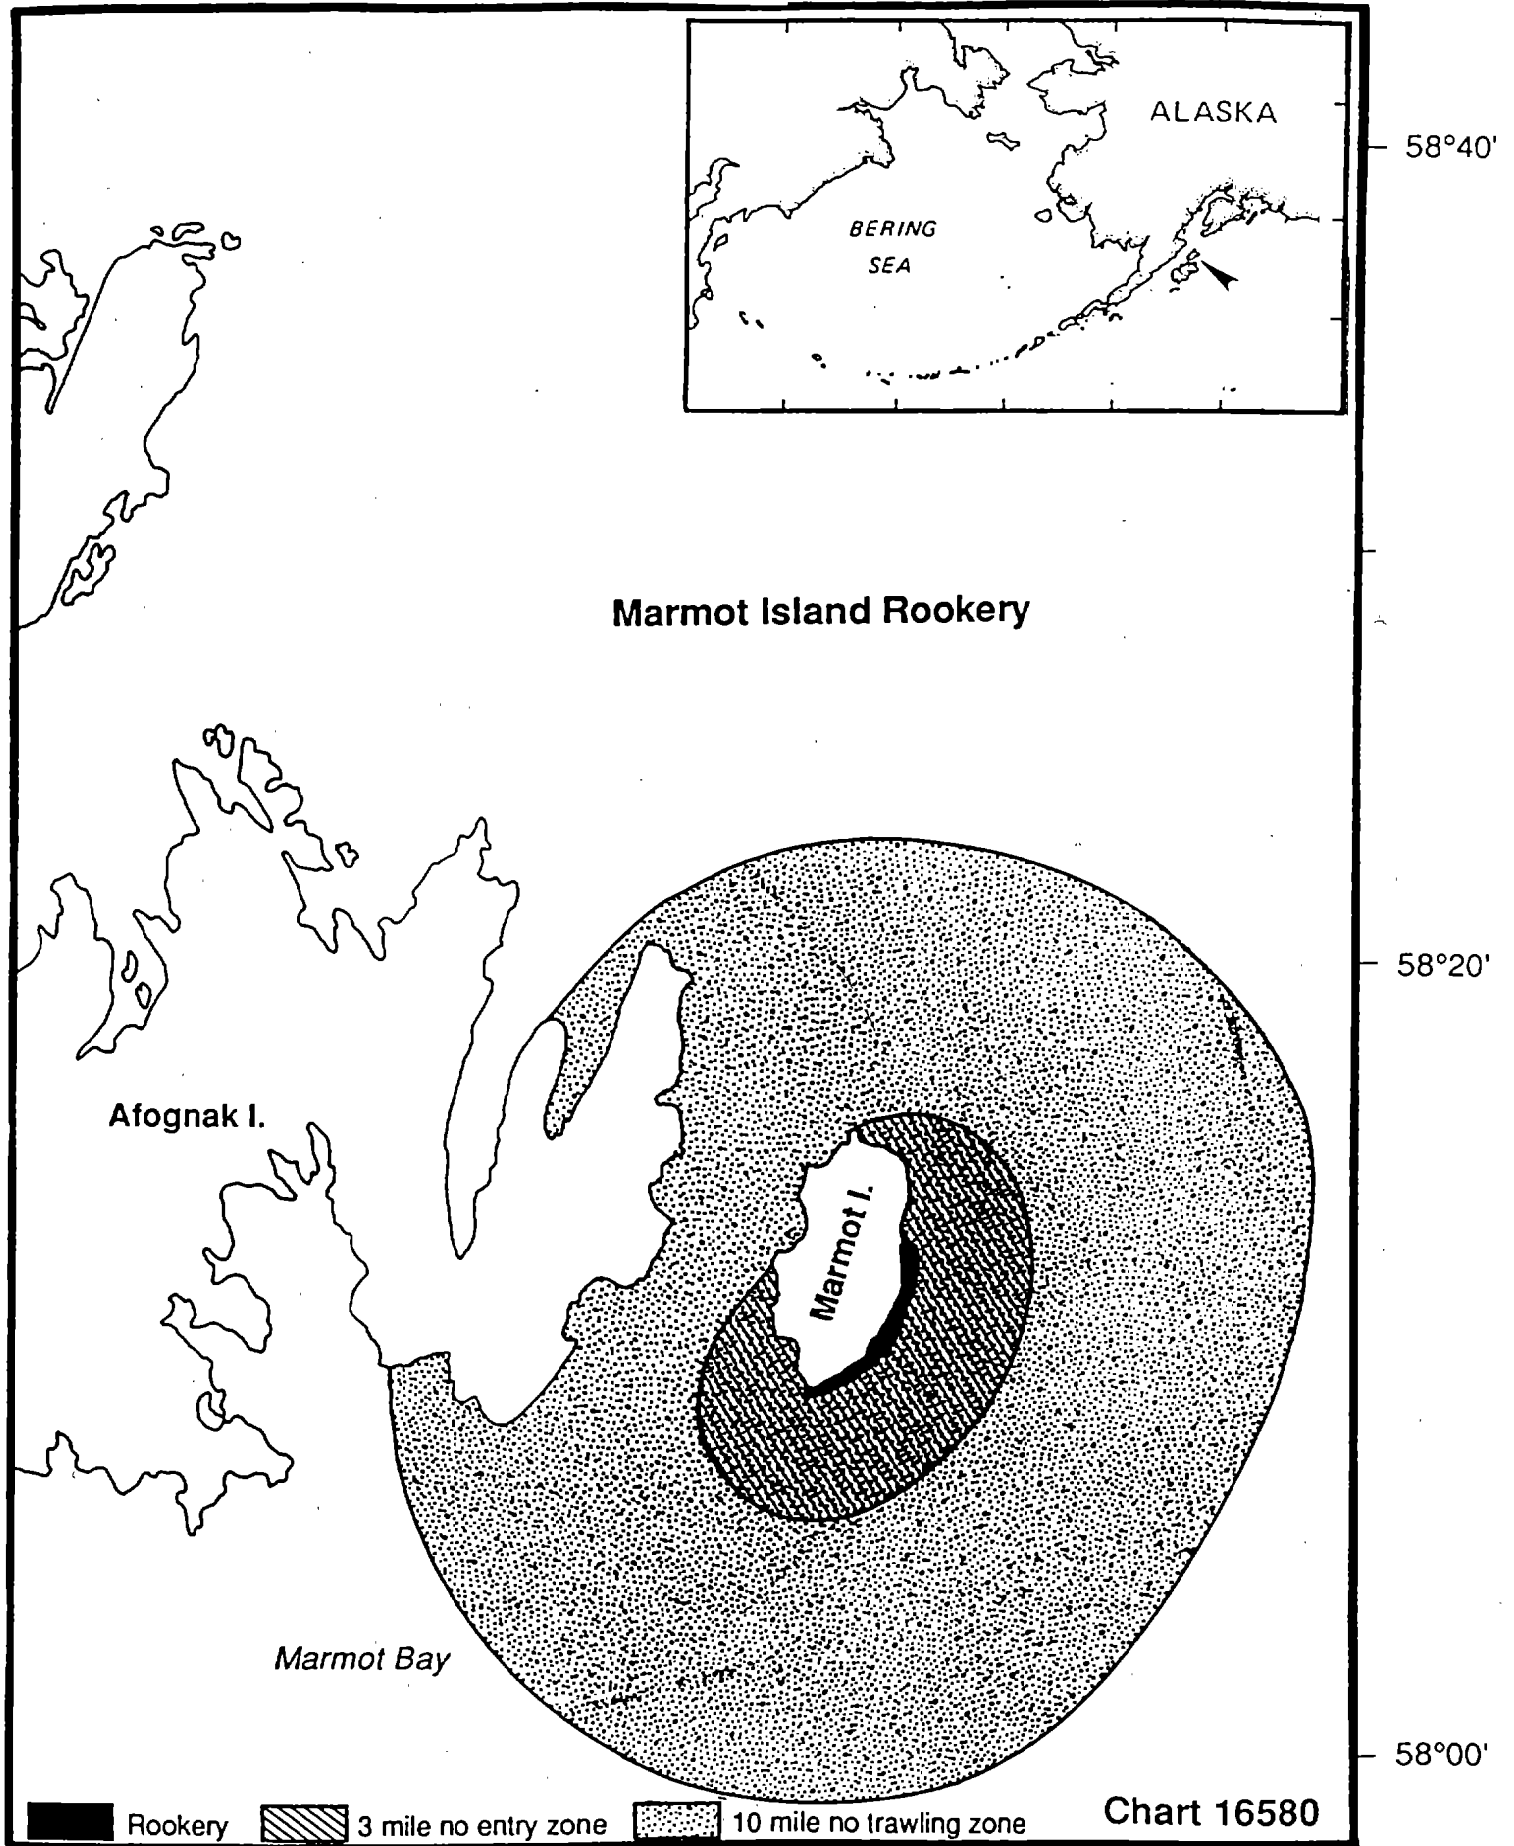 ALASKA
58°40'
BERING
SEA
Marmot Island Rookery
58°20'
Afognak I.
Marmot I.
Marmot Bay
58°00'
Chart 16580
Rookery
3 mile no entry zone
10 mile no trawling zone